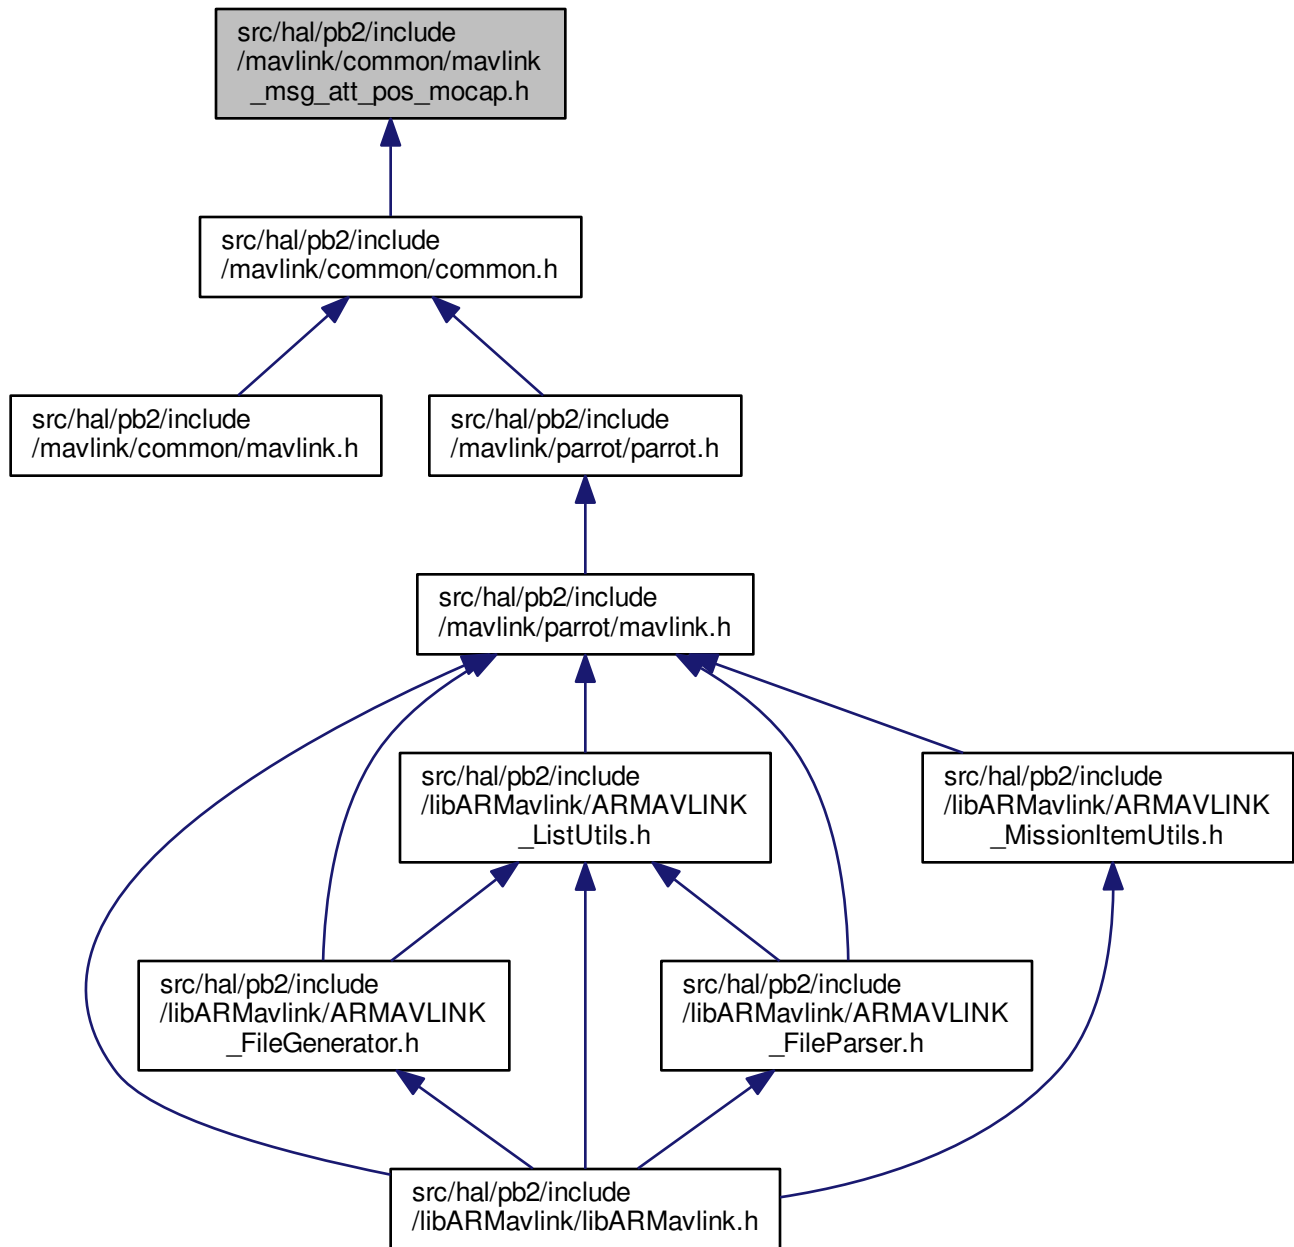 src/hal/pb2/include
/mavlink/common/mavlink
_msg_att_pos_mocap.h
src/hal/pb2/include
/mavlink/common/common.h
src/hal/pb2/include
/mavlink/common/mavlink.h
src/hal/pb2/include
/mavlink/parrot/parrot.h
src/hal/pb2/include
/mavlink/parrot/mavlink.h
src/hal/pb2/include
/libARMavlink/ARMAVLINK
_ListUtils.h
src/hal/pb2/include
/libARMavlink/ARMAVLINK
_MissionItemUtils.h
src/hal/pb2/include
/libARMavlink/ARMAVLINK
_FileGenerator.h
src/hal/pb2/include
/libARMavlink/ARMAVLINK
_FileParser.h
src/hal/pb2/include
/libARMavlink/libARMavlink.h